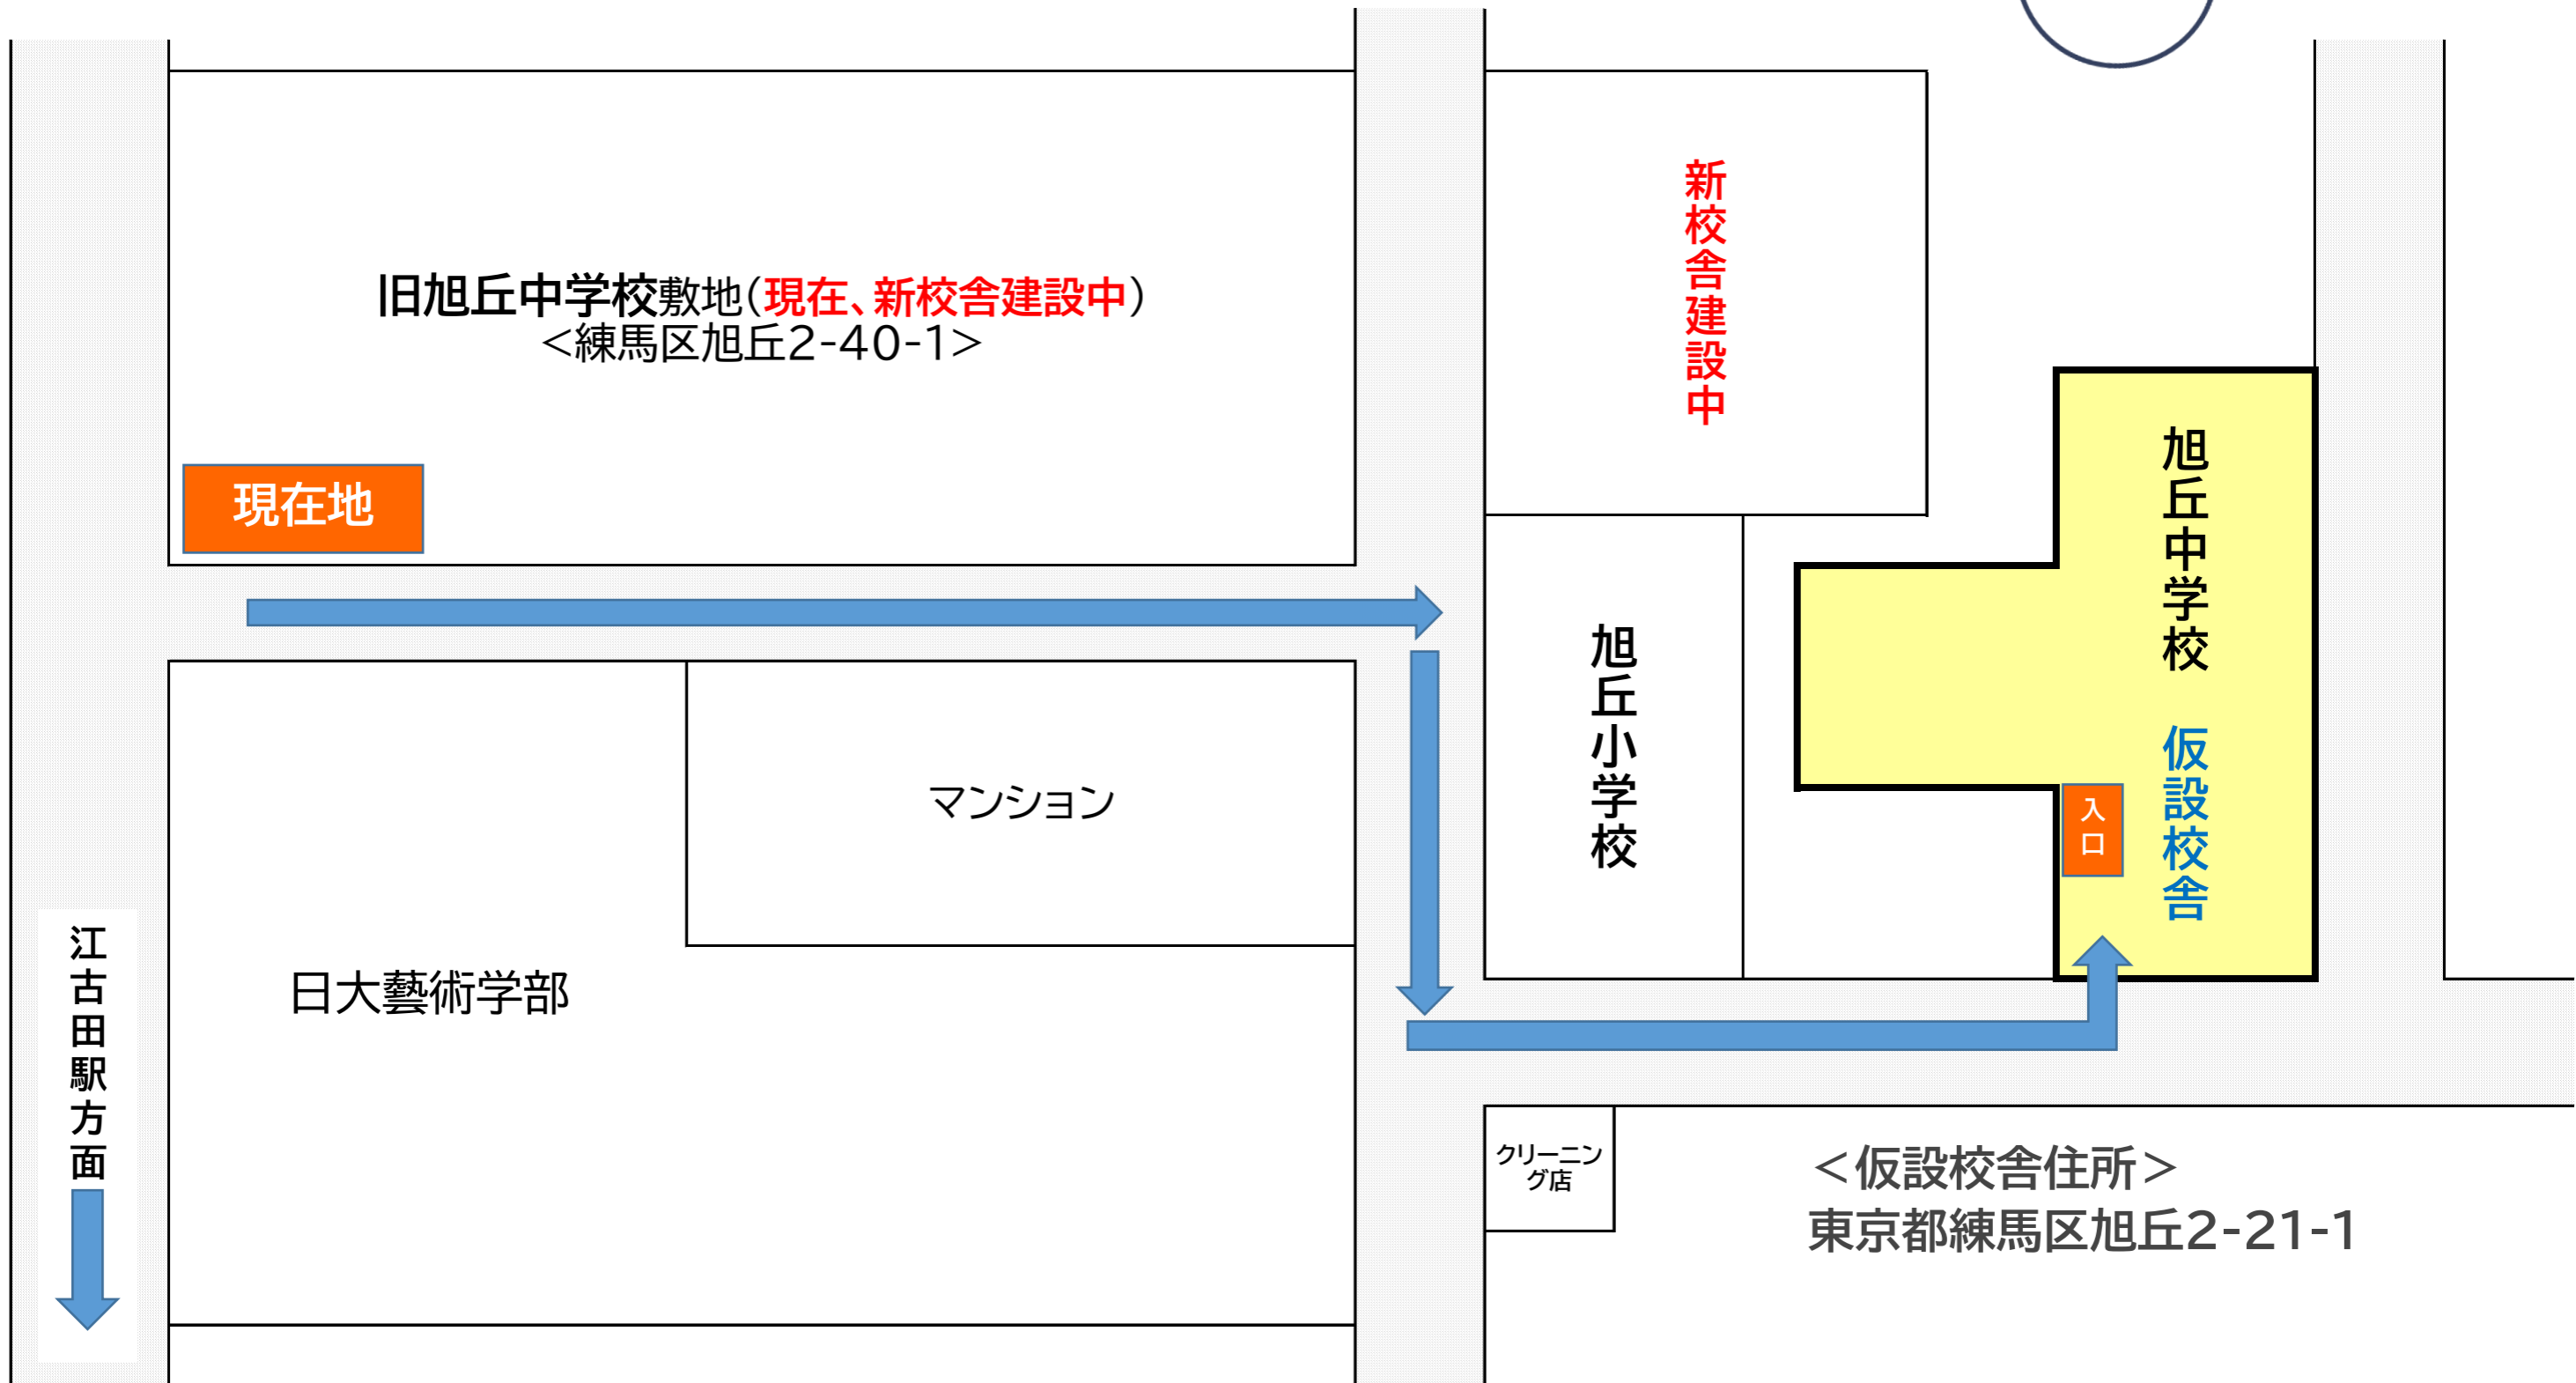 旧旭丘中学校敷地(現在、新校舎建設中)
<練馬区旭丘2-40-1>
現在地
新校舎建設中
旭丘中学校 仮設校舎
入口
旭丘小学校
マンション
日大藝術学部
江古田駅方面
クリーニン
グ店
<仮設校舎住所>
東京都練馬区旭丘2-21-1